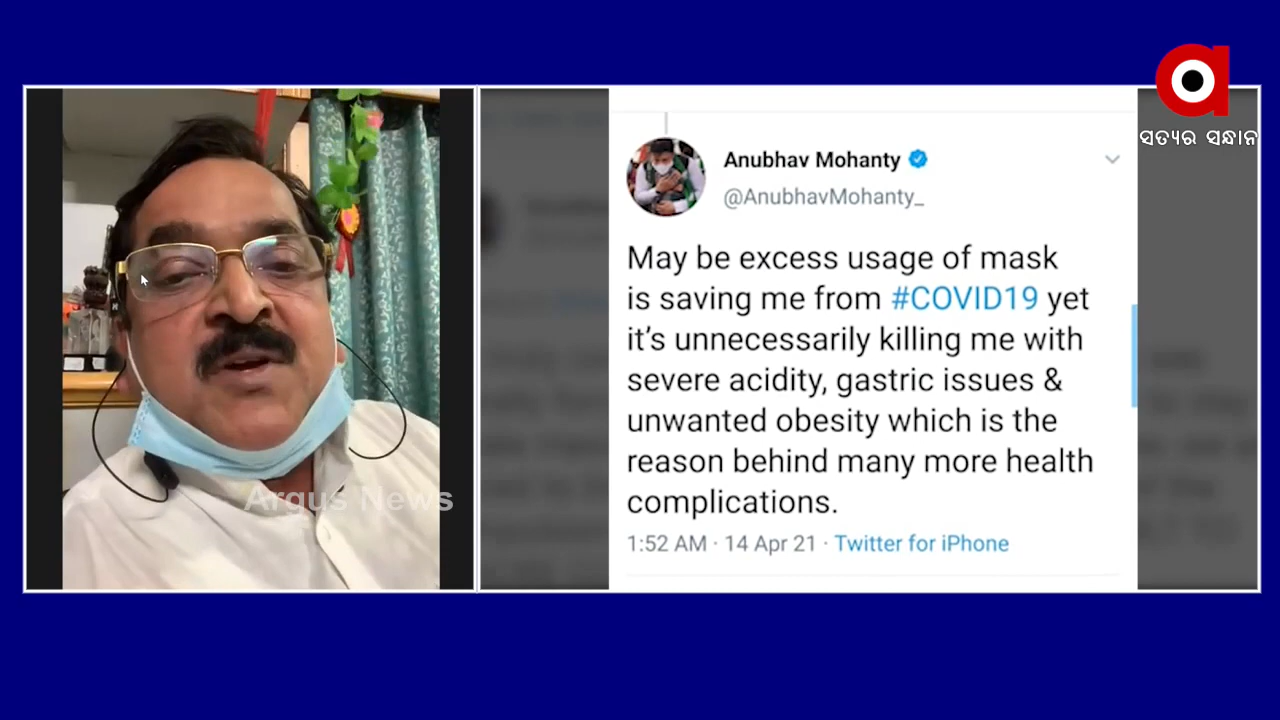 ସତ୍ୟର ସନ୍ଧାନ
Anubhav Mohanty
@AnubhavMohanty_
May be excess usage of mask
is saving me from #COVID19 yet
it’s unnecessarily killing me with
severe acidity, gastric issues &
unwanted obesity which is the
reason behind many more health
complications.
1:52 AM · 14 Apr 21 · Twitter for iPhone
Argus News